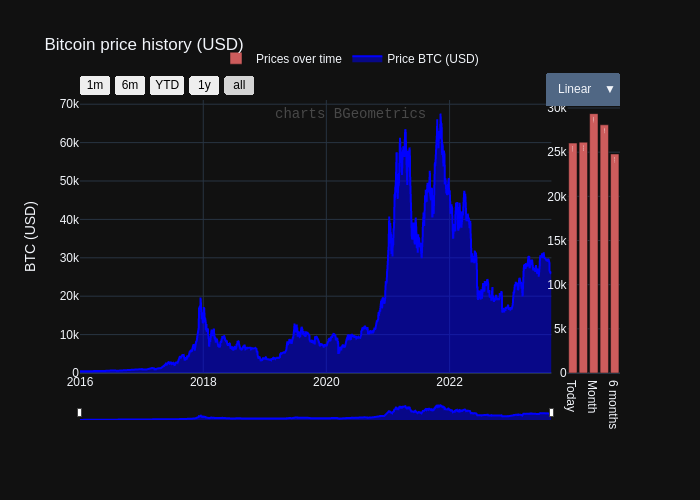 Bitcoin price history (USD)
Prices over time
Price BTC (USD)
1m 6m YTD 1y all
Linear ▼
charts BGeometrics
BTC (USD)
70k
60k
50k
40k
30k
20k
10k
0
2016 2018 2020 2022
30k
25k
20k
15k
10k
5k
0
Today
Month
6 months